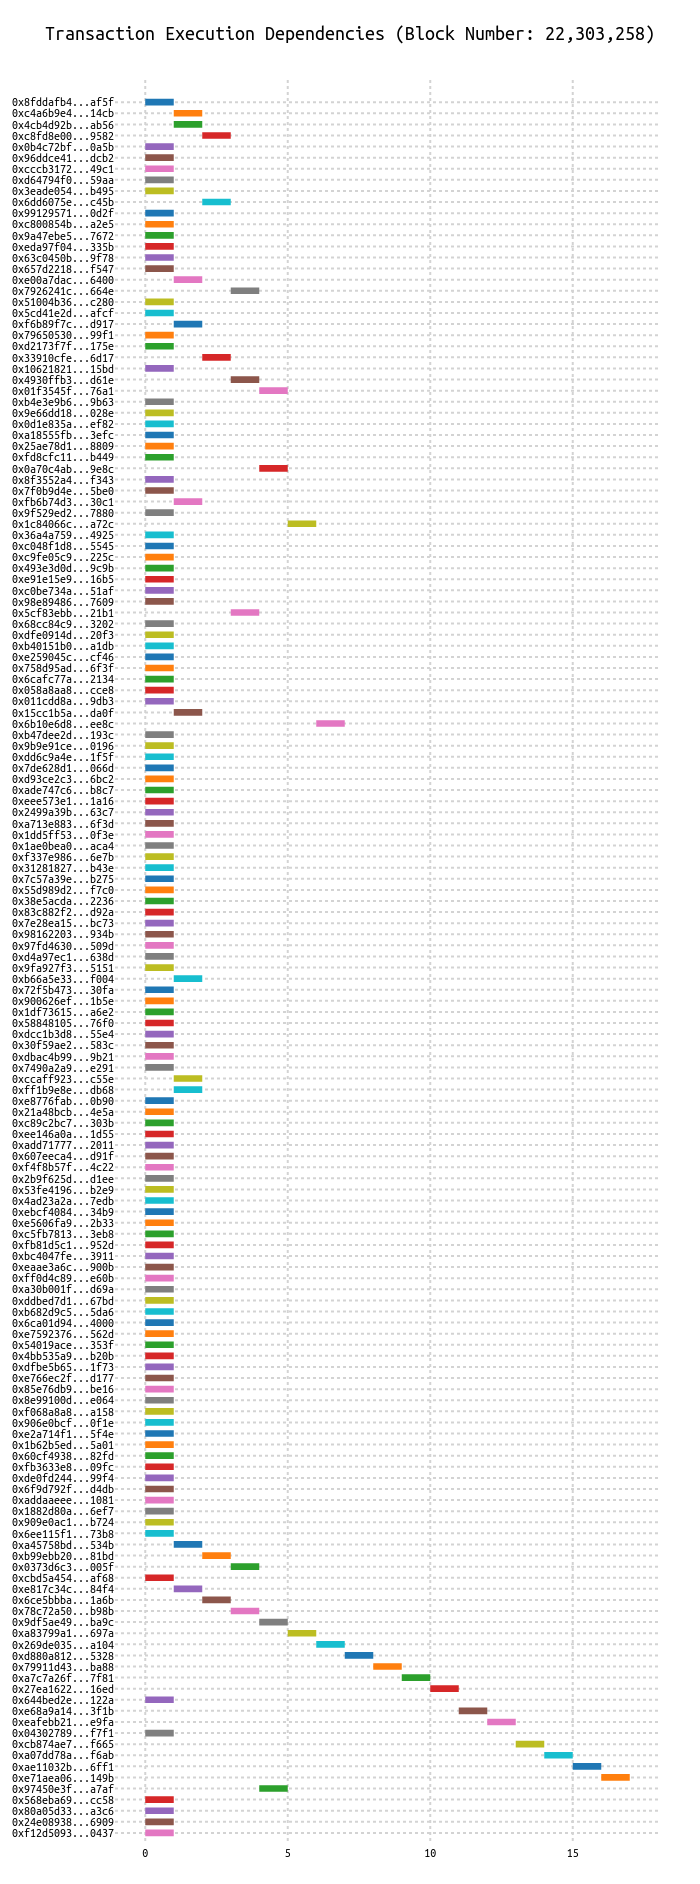 Transaction Execution Dependencies (Block Number: 22,303,258)
0x8fddafb4...af5f
0xc4a6b9e4...14cb
0x4cb4d92b...ab56
0xc8fd8e00...9582
0x0b4c72bf...0a5b
0x96ddce41...dcb2
0xcccb3172...49c1
0xd64794f0...59aa
0x3eade054...b495
0x6dd6075e...c45b
0x99129571...0d2f
0xc800854b...a2e5
0x9a47ebe5...7672
0xeda97f04...335b
0x63c0450b...9f78
0x657d2218...f547
0xe00a7dac...6400
0x7926241c...664e
0x51004b36...c280
0x5cd41e2d...afcf
0xf6b89f7c...d917
0x79650530...99f1
0xd2173f7f...175e
0x33910cfe...6d17
0x10621821...15bd
0x4930ffb3...d61e
0x01f3545f...76a1
0xb4e3e9b6...9b63
0x9e66dd18...028e
0x0d1e835a...ef82
0xa18555fb...3efc
0x25ae78d1...8809
0xfd8cfc11...b449
0x0a70c4ab...9e8c
0x8f3552a4...f343
0x7f0b9d4e...5be0
0xfb6b74d3...30c1
0x9f529ed2...7880
0x1c84066c...a72c
0x36a4a759...4925
0xc048f1d8...5545
0xc9fe05c9...225c
0x493e3d0d...9c9b
0xe91e15e9...16b5
0xc0be734a...51af
0x98e89486...7609
0x5cf83ebb...21b1
0x68cc84c9...3202
0xdfe0914d...20f3
0xb40151b0...a1db
0xe259045c...cf46
0x758d95ad...6f3f
0x6cafc77a...2134
0x058a8aa8...cce8
0x011cdd8a...9db3
0x15cc1b5a...da0f
0x6b10e6d8...ee8c
0xb47dee2d...193c
0x9b9e91ce...0196
0xdd6c9a4e...1f5f
0x7de628d1...066d
0xd93ce2c3...6bc2
0xade747c6...b8c7
0xeee573e1...1a16
0x2499a39b...63c7
0xa713e883...6f3d
0x1dd5ff53...0f3e
0x1ae0bea0...aca4
0xf337e986...6e7b
0x31281827...b43e
0x7c57a39e...b275
0x55d989d2...f7c0
0x38e5acda...2236
0x83c882f2...d92a
0x7e28ea15...bc73
0x98162203...934b
0x97fd4630...509d
0xd4a97ec1...638d
0x9fa927f3...5151
0xb66a5e33...f004
0x72f5b473...30fa
0x900626ef...1b5e
0x1df73615...a6e2
0x58848105...76f0
0xdcc1b3d8...55e4
0x30f59ae2...583c
0xdbac4b99...9b21
0x7490a2a9...e291
0xccaff923...c55e
0xff1b9e8e...db68
0xe8776fab...0b90
0x21a48bcb...4e5a
0xc89c2bc7...303b
0xee146a0a...1d55
0xadd71777...2011
0x607eeca4...d91f
0xf4f8b57f...4c22
0x2b9f625d...d1ee
0x53fe4196...b2e9
0x4ad23a2a...7edb
0xebcf4084...34b9
0xe5606fa9...2b33
0xc5fb7813...3eb8
0xfb81d5c1...952d
0xbc4047fe...3911
0xeaae3a6c...900b
0xff0d4c89...e60b
0xa30b001f...d69a
0xddbed7d1...67bd
0xb682d9c5...5da6
0x6ca01d94...4000
0xe7592376...562d
0x54019ace...353f
0x4bb535a9...b20b
0xdfbe5b65...1f73
0xe766ec2f...d177
0x85e76db9...be16
0x8e99100d...e064
0xf068a8a8...a158
0x906e0bcf...0f1e
0xe2a714f1...5f4e
0x1b62b5ed...5a01
0x60cf4938...82fd
0xfb3633e8...09fc
0xde0fd244...99f4
0x6f9d792f...d4db
0xaddaaeee...1081
0x1882d80a...6ef7
0x909e0ac1...b724
0x6ee115f1...73b8
0xa45758bd...534b
0xb99ebb20...81bd
0x0373d6c3...005f
0xcbd5a454...af68
0xe817c34c...84f4
0x6ce5bbba...1a6b
0x78c72a50...b98b
0x9df5ae49...ba9c
0xa83799a1...697a
0x269de035...a104
0xd880a812...5328
0x79911d43...ba88
0xa7c7a26f...7f81
0x27ea1622...16ed
0x644bed2e...122a
0xe68a9a14...3f1b
0xeafebb21...e9fa
0x04302789...f7f1
0xcb874ae7...f665
0xa07dd78a...f6ab
0xae11032b...6ff1
0xe71aea06...149b
0x97450e3f...a7af
0x568eba69...cc58
0x80a05d33...a3c6
0x24e08938...6909
0xf12d5093...0437
0 5 10 15